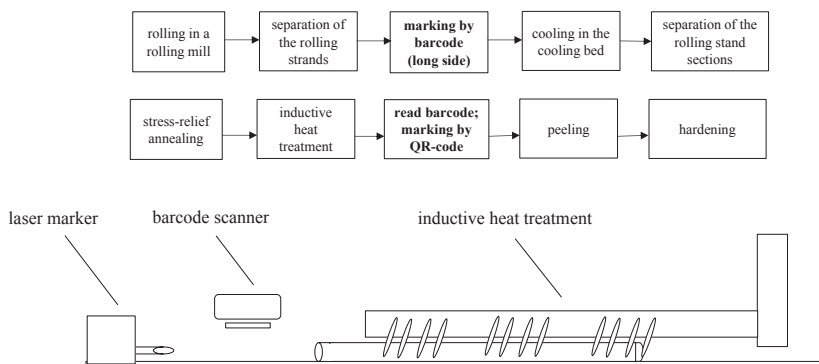 rolling in a
rolling mill
separation of
the rolling
strands
marking by
barcode
(long side)
cooling in the
cooling bed
separation of the
rolling stand
sections
stress-relief
annealing
inductive
heat
treatment
read barcode;
marking by
QR-code
peeling
hardening
laser marker
barcode scanner
inductive heat treatment